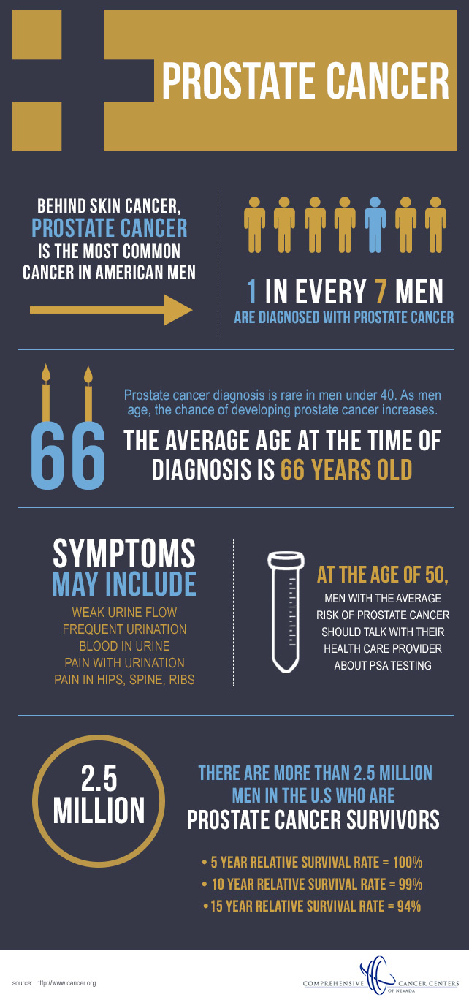 PROSTATE CANCER
BEHIND SKIN CANCER,
PROSTATE CANCER
IS THE MOST COMMON
CANCER IN AMERICAN MEN
1 IN EVERY 7 MEN
ARE DIAGNOSED WITH PROSTATE CANCER
66
Prostate cancer diagnosis is rare in men under 40. As men
age, the chance of developing prostate cancer increases.
THE AVERAGE AGE AT THE TIME OF
DIAGNOSIS IS 66 YEARS OLD
SYMPTOMS
MAY INCLUDE
WEAK URINE FLOW
FREQUENT URINATION
BLOOD IN URINE
PAIN WITH URINATION
PAIN IN HIPS, SPINE, RIBS
AT THE AGE OF 50,
MEN WITH THE AVERAGE
RISK OF PROSTATE CANCER
SHOULD TALK WITH THEIR
HEALTH CARE PROVIDER
ABOUT PSA TESTING
2.5
MILLION
THERE ARE MORE THAN 2.5 MILLION
MEN IN THE U.S WHO ARE
PROSTATE CANCER SURVIVORS
• 5 YEAR RELATIVE SURVIVAL RATE = 100%
• 10 YEAR RELATIVE SURVIVAL RATE = 99%
• 15 YEAR RELATIVE SURVIVAL RATE = 94%
source: http://www.cancer.org
COMPREHENSIVE CANCER CENTERS
OF NEVADA